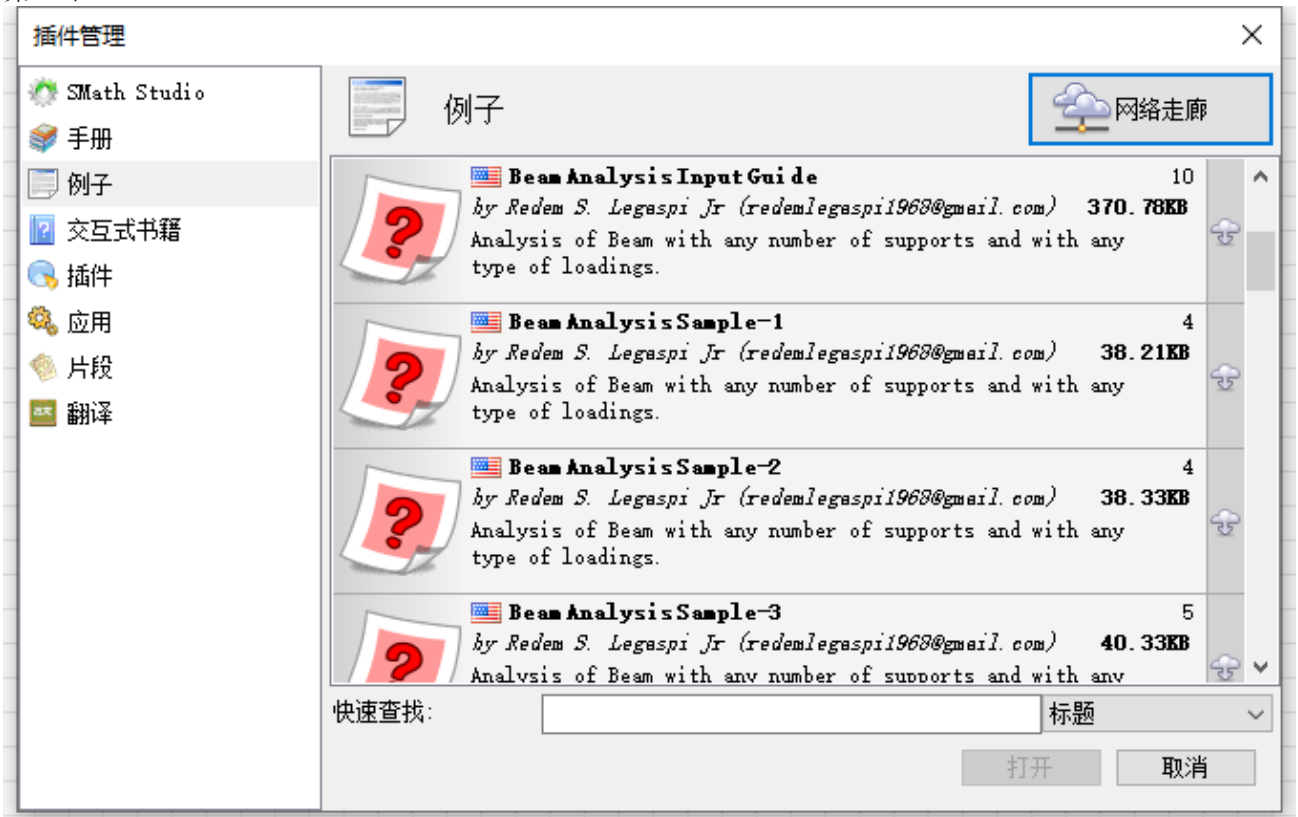 插件管理
SMath Studio
手册
例子
交互式书籍
插件
应用
片段
翻译
例子
网络走廊
Beam Analysis Input Guide 10
by Redem S. Legaspi Jr (redemlegaspi1968@gmail.com) 370.78KB
Analysis of Beam with any number of supports and with any
type of loadings.
Beam Analysis Sample-1 4
by Redem S. Legaspi Jr (redemlegaspi1968@gmail.com) 38.21KB
Analysis of Beam with any number of supports and with any
type of loadings.
Beam Analysis Sample-2 4
by Redem S. Legaspi Jr (redemlegaspi1968@gmail.com) 38.33KB
Analysis of Beam with any number of supports and with any
type of loadings.
Beam Analysis Sample-3 5
by Redem S. Legaspi Jr (redemlegaspi1968@gmail.com) 40.33KB
Analysis of Beam with any number of supports and with any
快速查找:
标题
打开
取消